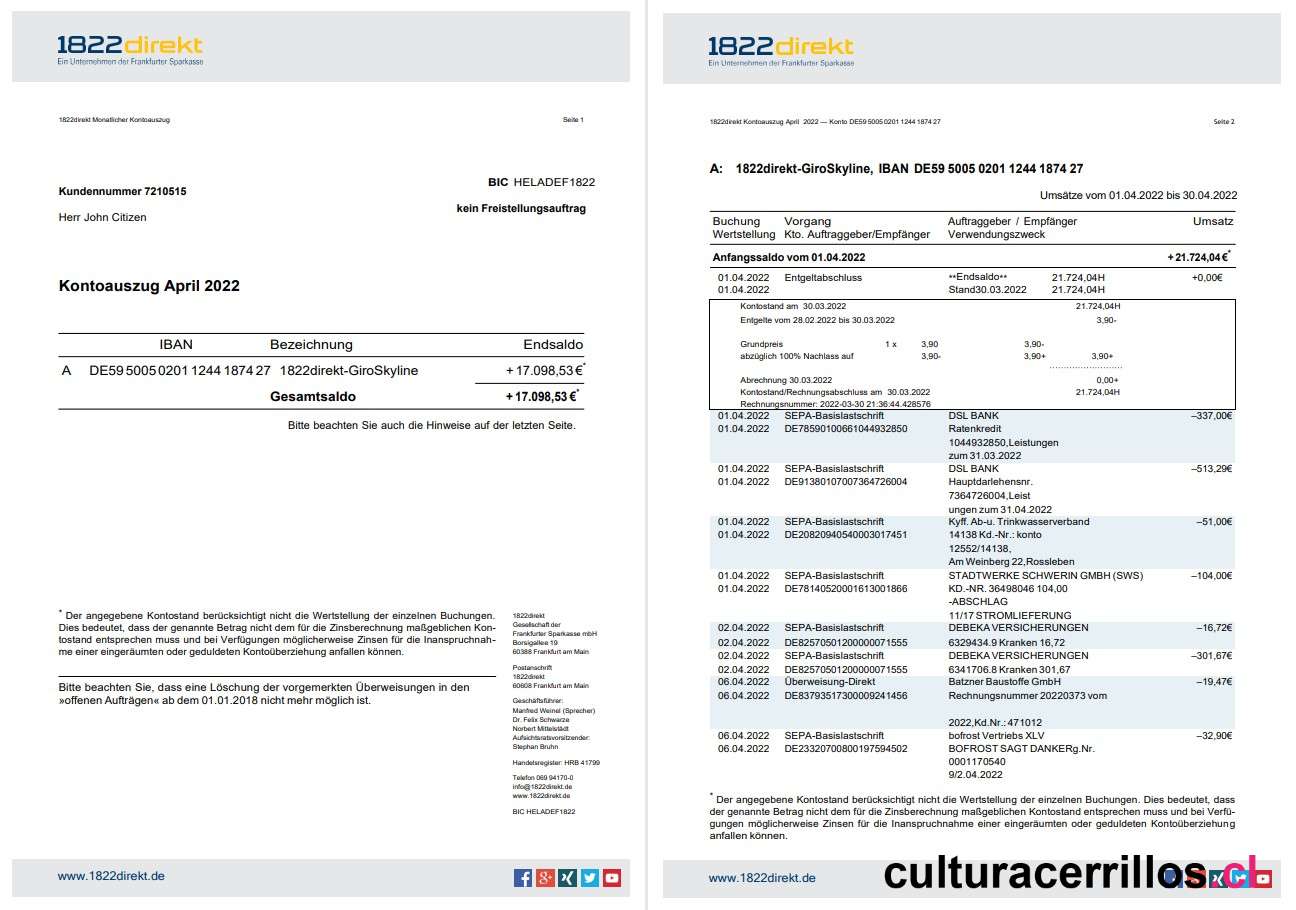 1822direkt
Ein Unternehmen der Frankfurter Sparkasse
1822direkt Monatlicher Kontoauszug Seite 1
BIC HELADEF1822
Kundennummer 7210515
kein Freistellungsauftrag
Herr John Citizen
Kontoauszug April 2022
IBAN Bezeichnung Endsaldo
A DE59 5005 0201 1244 1874 27 1822direkt-GiroSkyline + 17.098,53 €*
Gesamtsaldo + 17.098,53 €*
Bitte beachten Sie auch die Hinweise auf der letzten Seite.
* Der angegebene Kontostand berücksichtigt nicht die Wertstellung der einzelnen Buchungen.
Dies bedeutet, dass der genannte Betrag nicht dem für die Zinsberechnung maßgeblichen Kon-
tostand entsprechen muss und bei Verfügungen möglicherweise Zinsen für die Inanspruchnah-
me einer eingeräumten oder geduldeten Kontoüberziehung anfallen können.
Bitte beachten Sie, dass eine Löschung der vorgemerkten Überweisungen in den
»offenen Aufträgen« ab dem 01.01.2018 nicht mehr möglich ist.
1822direkt
Gesellschaft der
Frankfurter Sparkasse mbH
Borsigallee 19
60388 Frankfurt am Main
Postanschrift
1822direkt
60608 Frankfurt am Main
Geschäftsführer:
Manfred Weinel (Sprecher)
Dr. Felix Schwarze
Norbert Mittelstädt
Aufsichtsratsvorsitzender:
Stephan Bruhn
Handelsregister: HRB 41799
Telefon 069 94170-0
info@1822direkt.de
www.1822direkt.de
BIC HELADEF1822
www.1822direkt.de
1822direkt
Ein Unternehmen der Frankfurter Sparkasse
1822direkt Kontoauszug April 2022 — Konto DE59 5005 0201 1244 1874 27 Seite 2
A: 1822direkt-GiroSkyline, IBAN DE59 5005 0201 1244 1874 27
Umsätze vom 01.04.2022 bis 30.04.2022
Buchung Vorgang Auftraggeber / Empfänger Umsatz
Wertstellung Kto. Auftraggeber/Empfänger Verwendungszweck
Anfangssaldo vom 01.04.2022 + 21.724,04 €*
01.04.2022 Entgeltabschluss **Endsaldo** 21.724,04H +0,00€
01.04.2022 Stand30.03.2022 21.724,04H
Kontostand am 30.03.2022 21.724,04H
Entgelte vom 28.02.2022 bis 30.03.2022 3,90-
Grundpreis 1 x 3,90 3,90-
abzüglich 100% Nachlass auf 3,90- 3,90+ 3,90+
Abrechnung 30.03.2022 0,00+
Kontostand/Rechnungsabschluss am 30.03.2022 21.724,04H
Rechnungsnummer: 2022-03-30 21:36:44.428576
01.04.2022 SEPA-Basislastschrift DSL BANK –337,00€
01.04.2022 DE78590100661044932850 Ratenkredit
1044932850,Leistungen
zum 31.03.2022
01.04.2022 SEPA-Basislastschrift DSL BANK –513,29€
01.04.2022 DE91380107007364726004 Hauptdarlehensnr.
7364726004,Leist
ungen zum 31.04.2022
01.04.2022 SEPA-Basislastschrift Kyff. Ab-u. Trinkwasserverband –51,00€
01.04.2022 DE20820940540003017451 14138 Kd.-Nr.: konto
12552/14138,
Am Weinberg 22,Rossleben
01.04.2022 SEPA-Basislastschrift STADTWERKE SCHWERIN GMBH (SWS) –104,00€
01.04.2022 DE78140520001613001866 KD.-NR. 36498046 104,00
-ABSCHLAG
11/17 STROMLIEFERUNG
02.04.2022 SEPA-Basislastschrift DEBEKA VERSICHERUNGEN –16,72€
02.04.2022 DE82570501200000071555 6329434.9 Kranken 16,72
02.04.2022 SEPA-Basislastschrift DEBEKA VERSICHERUNGEN –301,67€
02.04.2022 DE82570501200000071555 6341706.8 Kranken 301,67
06.04.2022 Überweisung-Direkt Batzner Baustoffe GmbH –19,47€
06.04.2022 DE83793517300009241456 Rechnungsnummer 20220373 vom
2022,Kd.Nr.: 471012
06.04.2022 SEPA-Basislastschrift bofrost Vertriebs XLV –32,90€
06.04.2022 DE23320700800197594502 BOFROST SAGT DANKERg.Nr.
0001170540
9/2.04.2022
* Der angegebene Kontostand berücksichtigt nicht die Wertstellung der einzelnen Buchungen. Dies bedeutet, dass
der genannte Betrag nicht dem für die Zinsberechnung maßgeblichen Kontostand entsprechen muss und bei Verfü-
gungen möglicherweise Zinsen für die Inanspruchnahme einer eingeräumten oder geduldeten Kontoüberziehung
anfallen können.
www.1822direkt.de
culturacerrillos.cl